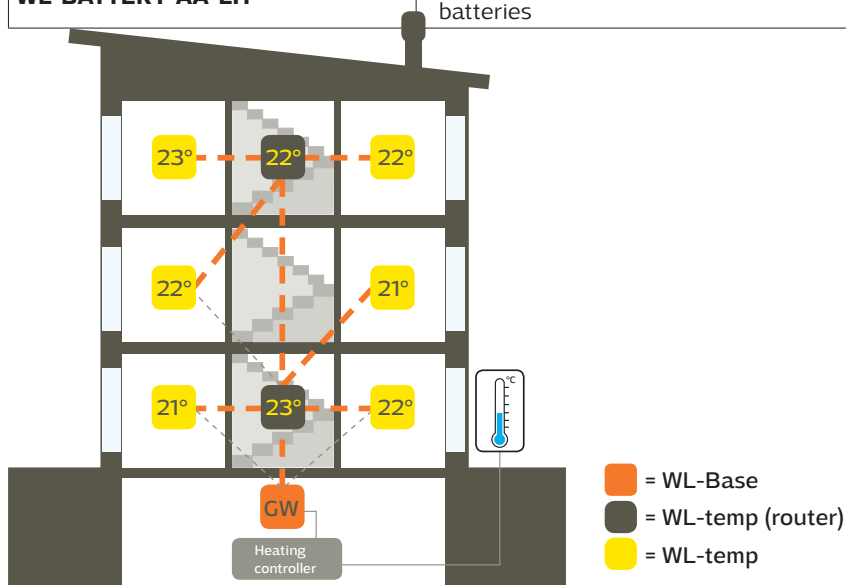 WL-BATTERY-AA-LTI
batteries
23°
22°
22°
22°
21°
°C
21°
23°
22°
GW
= WL-Base
= WL-temp (router)
Heating
controller
= WL-temp